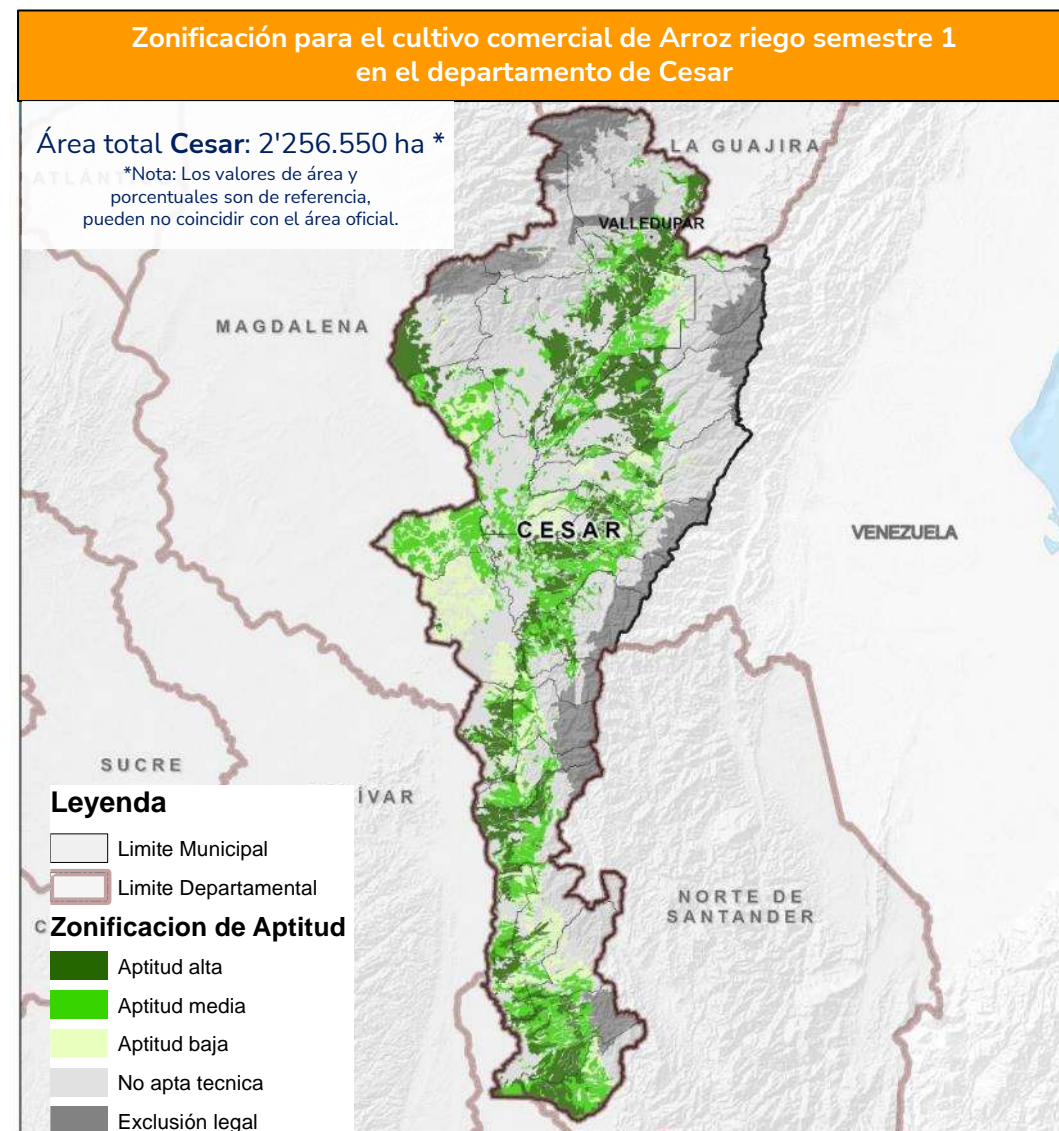 Zonificación para el cultivo comercial de Arroz riego semestre 1
en el departamento de Cesar
Área total Cesar: 2'256.550 ha *
*Nota: Los valores de área y
porcentuales son de referencia,
pueden no coincidir con el área oficial.
LA GUAJIRA
VALLEDUPAR
MAGDALENA
CESAR
VENEZUELA
SUCRE
ÍVAR
NORTE DE
SANTANDER
Leyenda
Limite Municipal
Limite Departamental
C
Zonificacion de Aptitud
Aptitud alta
Aptitud media
Aptitud baja
No apta tecnica
Exclusión legal